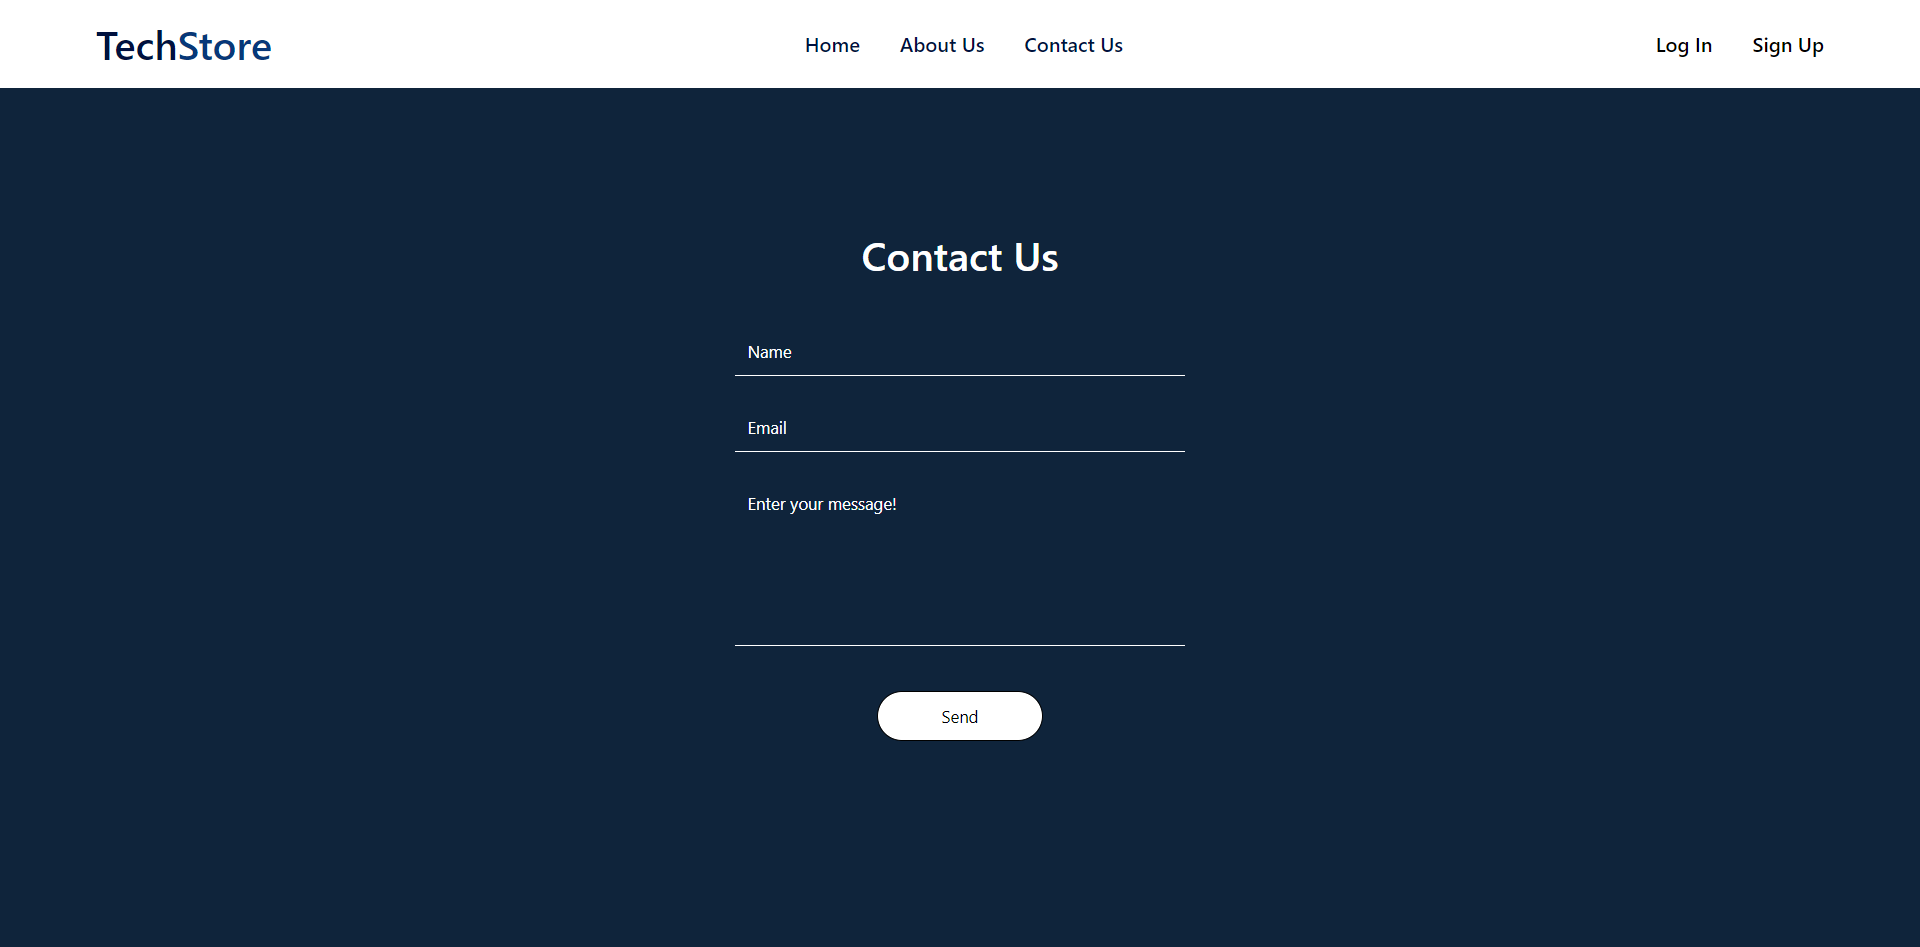 TechStore
Home About Us Contact Us
Log In Sign Up
Contact Us
Name
Email
Enter your message!
Send